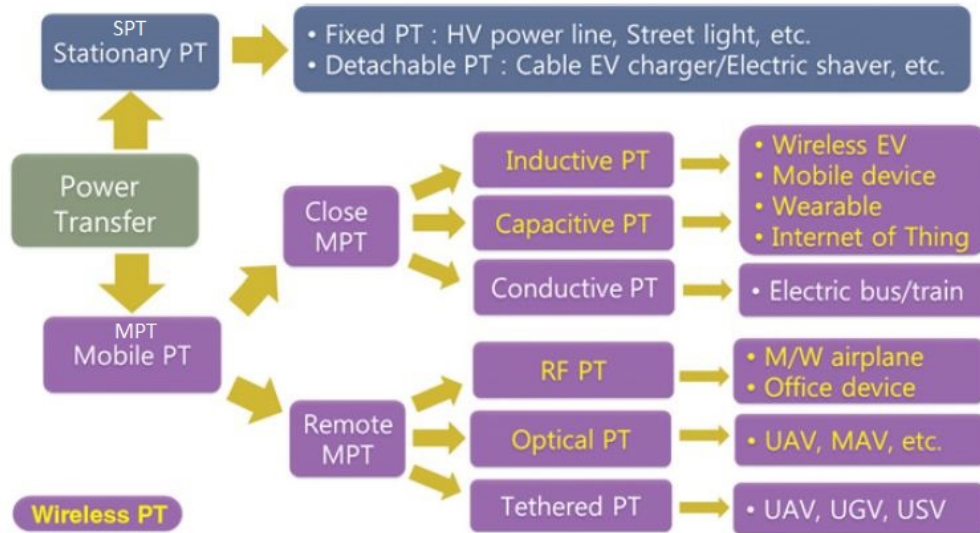 SPT
Stationary PT
• Fixed PT : HV power line, Street light, etc.
• Detachable PT : Cable EV charger/Electric shaver, etc.
Power
Transfer
MPT
Mobile PT
Close
MPT
Inductive PT
Capacitive PT
• Wireless EV
• Mobile device
• Wearable
• Internet of Thing
Conductive PT
• Electric bus/train
Remote
MPT
RF PT
• M/W airplane
• Office device
Optical PT
• UAV, MAV, etc.
Tethered PT
• UAV, UGV, USV
Wireless PT